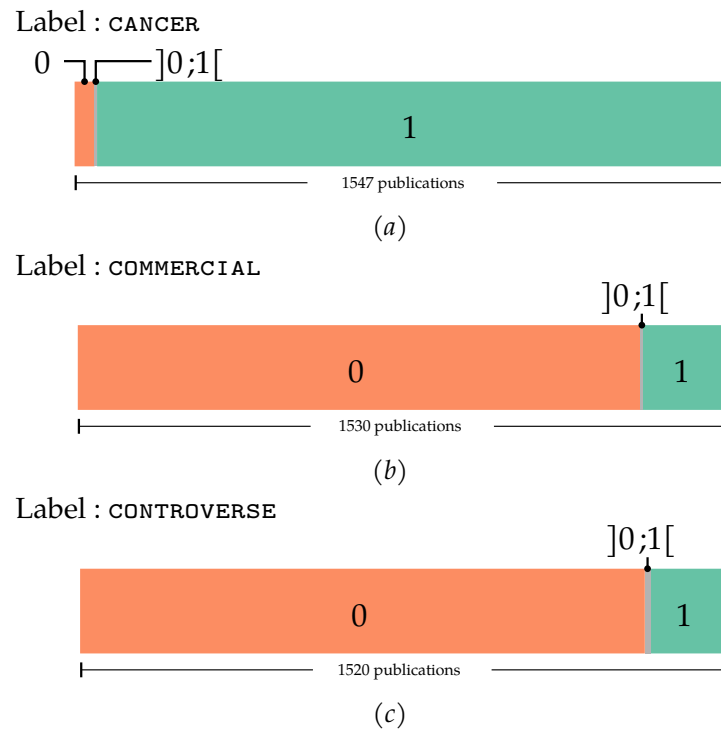 Label : CANCER
0 ]0 ;1[
1
1547 publications
(a)
Label : COMMERCIAL
]0 ;1[
0 1
1530 publications
(b)
Label : CONTROVERSE
]0 ;1[
0 1
1520 publications
(c)